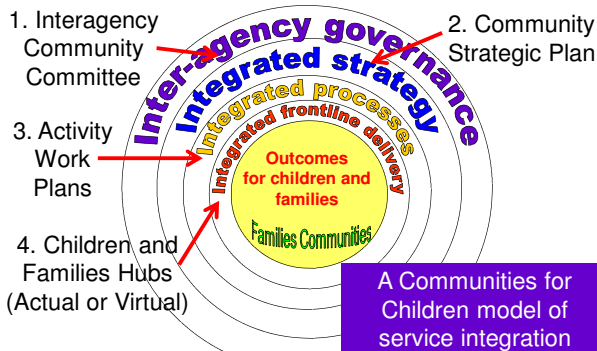 1. Interagency
Community
Committee
2. Community
Strategic Plan
Inter-agency governance
Integrated strategy
Integrated processes
Integrated frontline delivery
3. Activity
Work
Plans
Outcomes
for children and
families
Families Communities
4. Children and
Families Hubs
(Actual or Virtual)
A Communities for
Children model of
service integration